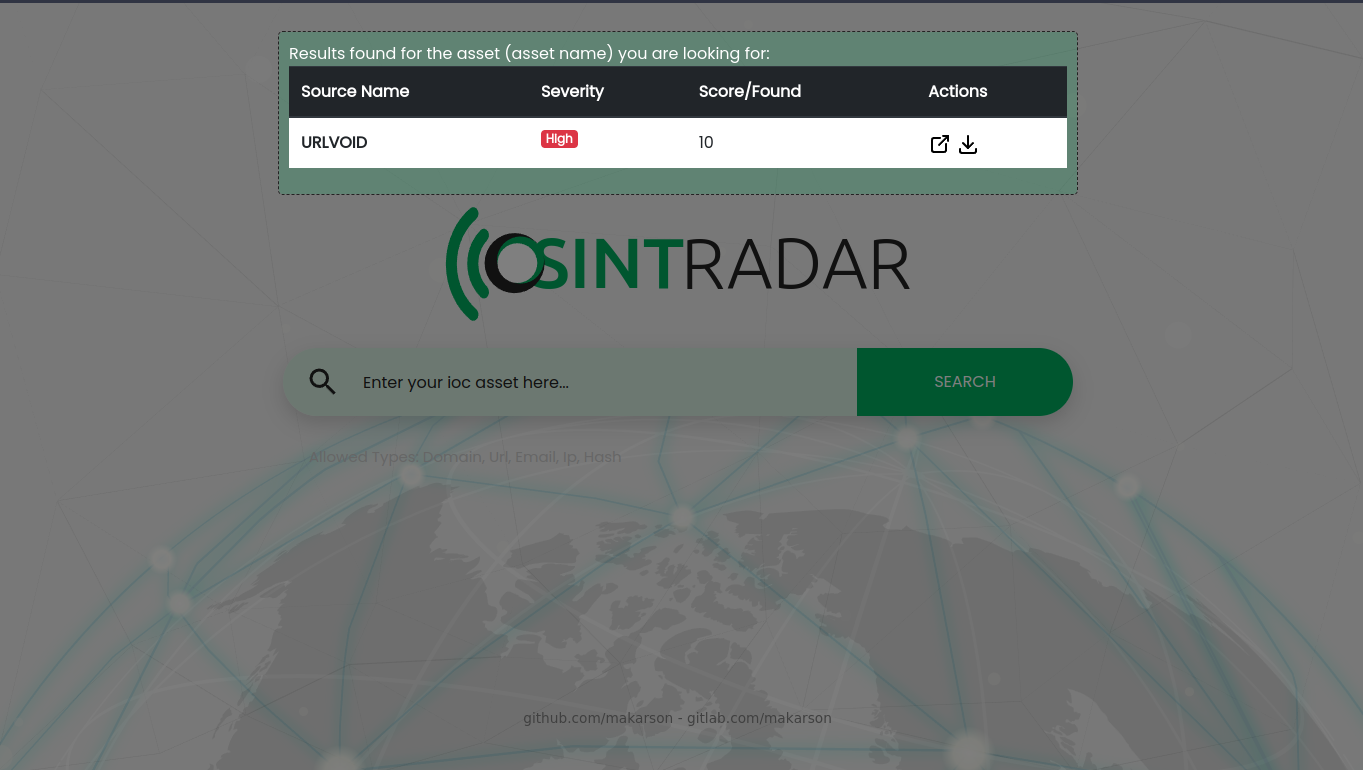 Results found for the asset (asset name) you are looking for:
Source Name Severity Score/Found Actions
URLVOID High 10
OSINTRADAR
Enter your ioc asset here... SEARCH
Allowed Types: Domain, Url, Email, Ip, Hash
github.com/makarson - gitlab.com/makarson